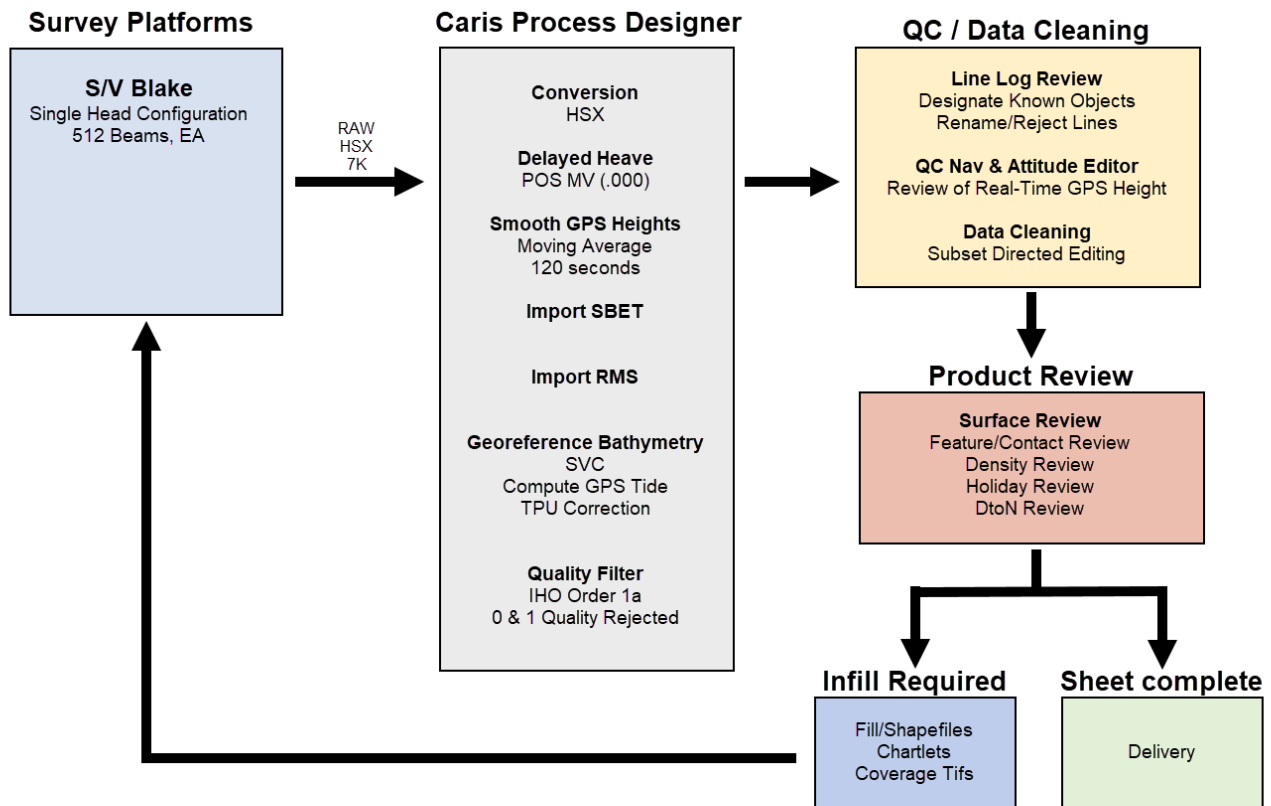 Survey Platforms
S/V Blake
Single Head Configuration
512 Beams, EA
RAW
HSX
7K
Caris Process Designer
Conversion
HSX
Delayed Heave
POS MV (.000)
Smooth GPS Heights
Moving Average
120 seconds
Import SBET
Import RMS
Georeference Bathymetry
SVC
Compute GPS Tide
TPU Correction
Quality Filter
IHO Order 1a
0 & 1 Quality Rejected
QC / Data Cleaning
Line Log Review
Designate Known Objects
Rename/Reject Lines
QC Nav & Attitude Editor
Review of Real-Time GPS Height
Data Cleaning
Subset Directed Editing
Product Review
Surface Review
Feature/Contact Review
Density Review
Holiday Review
DtoN Review
Infill Required
Fill/Shapefiles
Chartlets
Coverage Tifs
Sheet complete
Delivery